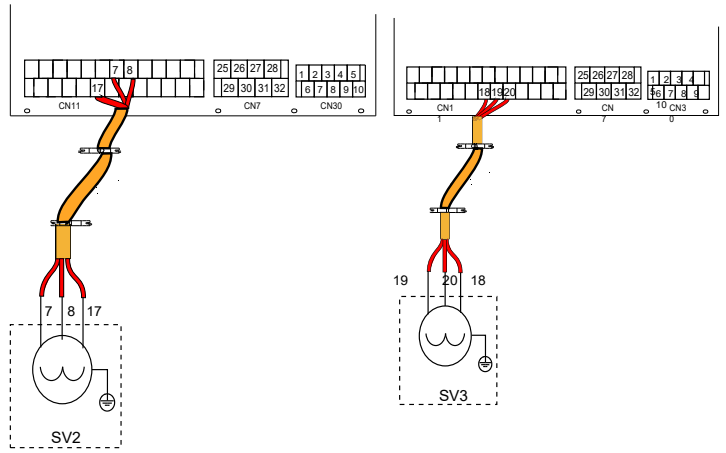 7 8
17
CN11
25 26 27 28
29 30 31 32
CN7
1 2 3 4 5
6 7 8 9 10
CN30
7 8 17
SV2
18 19 20
CN1
1
25 26 27 28
29 30 31 32
CN
7
1 2 3 4
5 6 7 8 9
10 CN3
0
19 20 18
SV3